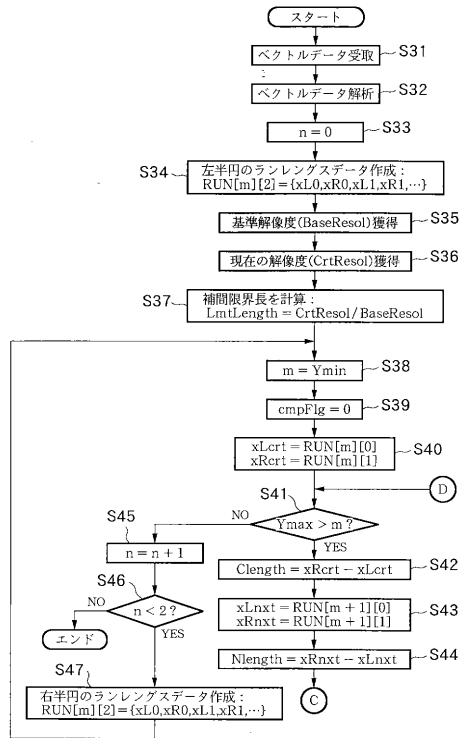 スタート
ベクトルデータ受取
S31
ベクトルデータ解析
S32
n=0
S33
S34
左半円のランレングスデータ作成：
RUN[m][2]={xL0,xR0,xL1,xR1,…}
基準解像度(BaseResol)獲得
S35
現在の解像度(CrtResol)獲得
S36
S37
補間限界長を計算：
LmtLength=CrtResol/BaseResol
m=Ymin
S38
cmpFlg=0
S39
xLcrt=RUN[m][0]
xRcrt=RUN[m][1]
S40
D
S41
Ymax>m?
NO
YES
S45
n=n+1
Clength=xRcrt−xLcrt
S42
S46
n<2?
NO
YES
エンド
xLnxt=RUN[m+1][0]
xRnxt=RUN[m+1][1]
S43
Nlength=xRnxt−xLnxt
S44
C
S47
右半円のランレングスデータ作成：
RUN[m][2]={xL0,xR0,xL1,xR1,…}